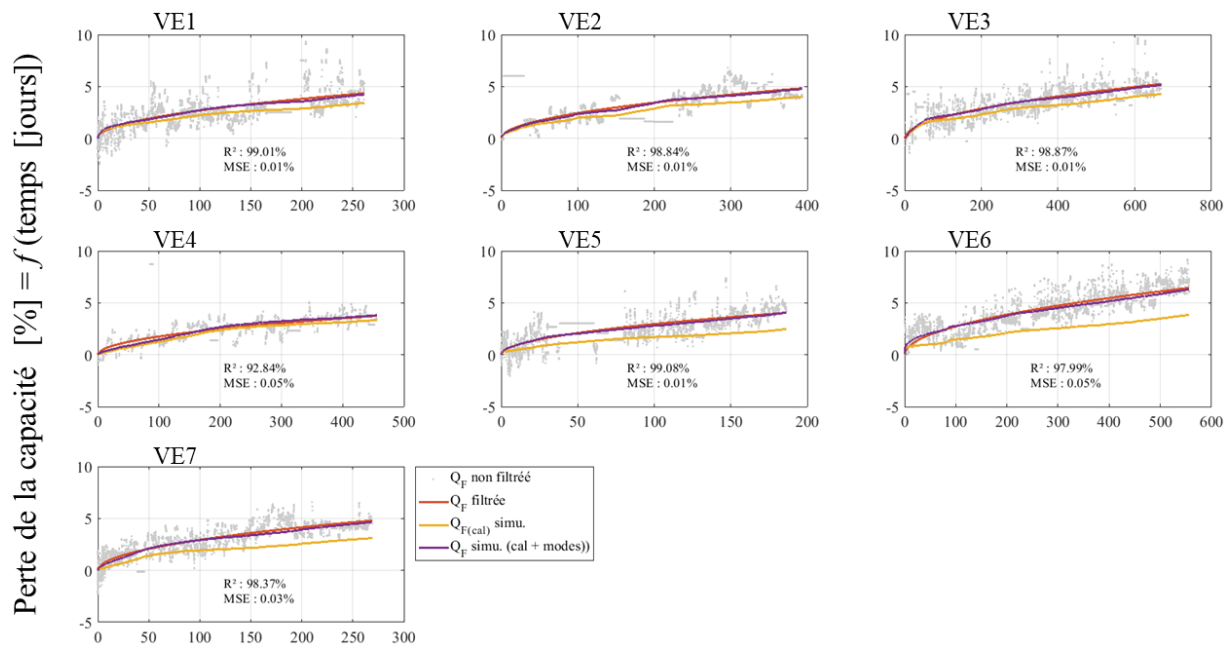 Perte de la capacité [%] = f (temps [jours])
VE1
10
5
0
-5
R² : 99.01%
MSE : 0.01%
0 50 100 150 200 250 300
VE2
10
5
0
-5
R² : 98.84%
MSE : 0.01%
0 100 200 300 400
VE3
10
5
0
-5
R² : 98.87%
MSE : 0.01%
0 200 400 600 800
VE4
10
5
0
-5
R² : 92.84%
MSE : 0.05%
0 100 200 300 400 500
VE5
10
5
0
-5
R² : 99.08%
MSE : 0.01%
0 50 100 150 200
VE6
10
5
0
-5
R² : 97.99%
MSE : 0.05%
0 100 200 300 400 500 600
VE7
10
5
0
-5
R² : 98.37%
MSE : 0.03%
0 50 100 150 200 250 300
Q_F non filtréé
Q_F filtrée
Q_F(cal) simu.
Q_F simu. (cal + modes))